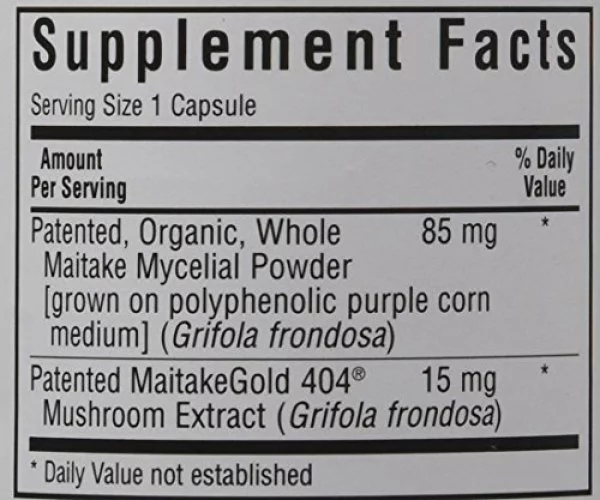 Supplement Facts
Serving Size 1 Capsule
Amount Per Serving
% Daily Value
Patented, Organic, Whole 85 mg *
Maitake Mycelial Powder
[grown on polyphenolic purple corn
medium] (Grifola frondosa)
Patented MaitakeGold 404® 15 mg *
Mushroom Extract (Grifola frondosa)
* Daily Value not established